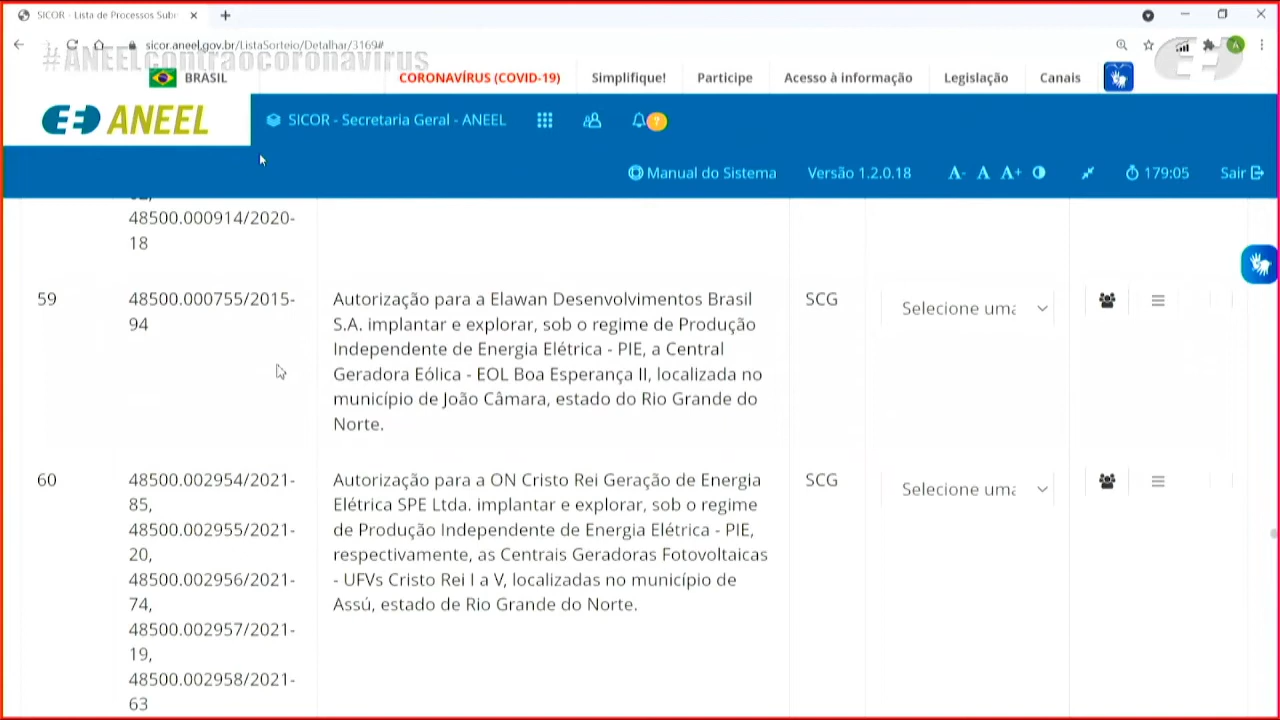 SICOR - Lista de Processos Sub
sicor.aneel.gov.br/ListaSorteio/Detalhar/3169#
A
#ANEELcontraocoronavírus
BRASIL
CORONAVÍRUS (COVID-19) Simplifique! Participe Acesso à informação Legislação Canais
ANEEL
SICOR - Secretaria Geral - ANEEL
?
Manual do Sistema Versão 1.2.0.18 A- A A+ 179:05 Sair
48500.000914/2020-
18
59 48500.000755/2015- Autorização para a Elawan Desenvolvimentos Brasil SCG Selecione uma
94 S.A. implantar e explorar, sob o regime de Produção
Independente de Energia Elétrica - PIE, a Central
Geradora Eólica - EOL Boa Esperança II, localizada no
município de João Câmara, estado do Rio Grande do
Norte.
60 48500.002954/2021- Autorização para a ON Cristo Rei Geração de Energia SCG Selecione uma
85, Elétrica SPE Ltda. implantar e explorar, sob o regime
48500.002955/2021- de Produção Independente de Energia Elétrica - PIE,
20, respectivamente, as Centrais Geradoras Fotovoltaicas
48500.002956/2021- - UFVs Cristo Rei I a V, localizadas no município de
74, Assú, estado de Rio Grande do Norte.
48500.002957/2021-
19,
48500.002958/2021-
63